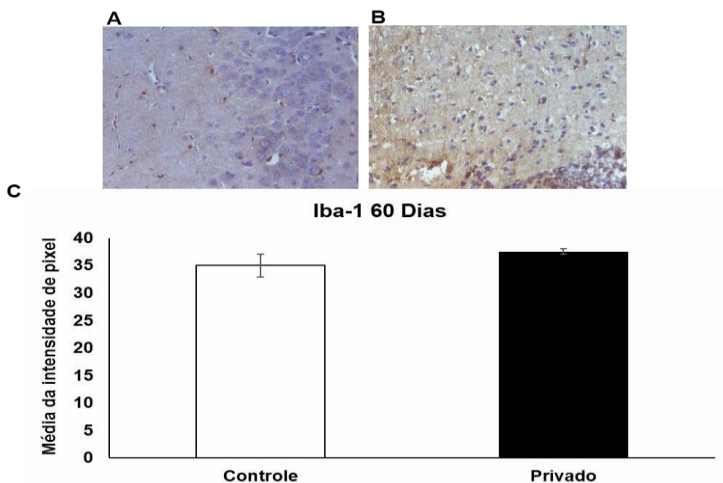 A
B
C
Iba-1 60 Dias
Média da intensidade de pixel
40
35
30
25
20
15
10
5
0
Controle
Privado